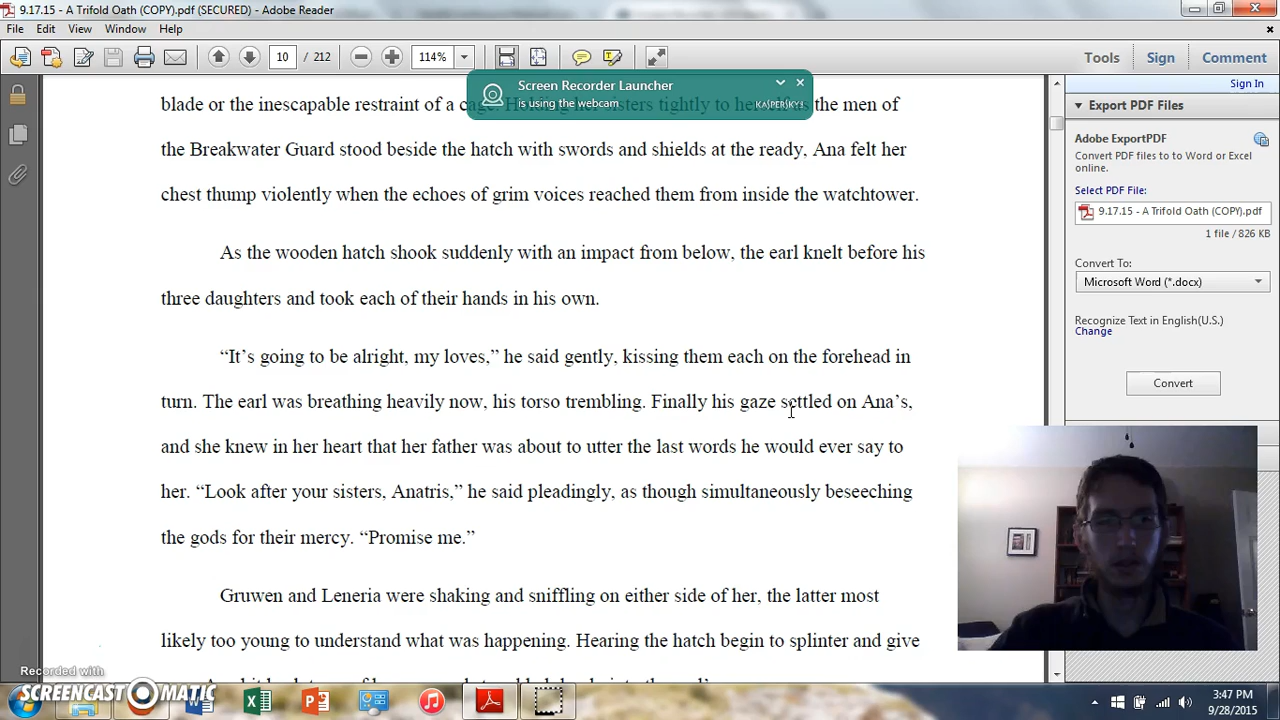 9.17.15 - A Trifold Oath (COPY).pdf (SECURED) - Adobe Reader
File Edit View Window Help
10 / 212 114% Tools Sign Comment
Screen Recorder Launcher
is using the webcam
KASPERSKY
Sign In
Export PDF Files
Adobe ExportPDF
Convert PDF files to to Word or Excel
online.
Select PDF File:
9.17.15 - A Trifold Oath (COPY).pdf
1 file / 826 KB
Convert To:
Microsoft Word (*.docx)
Recognize Text in English(U.S.)
Change
Convert
blade or the inescapable restraint of a cage. Holding her sisters tightly to herself as the men of
the Breakwater Guard stood beside the hatch with swords and shields at the ready, Ana felt her
chest thump violently when the echoes of grim voices reached them from inside the watchtower.
As the wooden hatch shook suddenly with an impact from below, the earl knelt before his
three daughters and took each of their hands in his own.
“It’s going to be alright, my loves,” he said gently, kissing them each on the forehead in
turn. The earl was breathing heavily now, his torso trembling. Finally his gaze settled on Ana’s,
and she knew in her heart that her father was about to utter the last words he would ever say to
her. “Look after your sisters, Anatris,” he said pleadingly, as though simultaneously beseeching
the gods for their mercy. “Promise me.”
Gruwen and Leneria were shaking and sniffling on either side of her, the latter most
likely too young to understand what was happening. Hearing the hatch begin to splinter and give
Recorded with
SCREENCAST MATIC
3:47 PM
9/28/2015